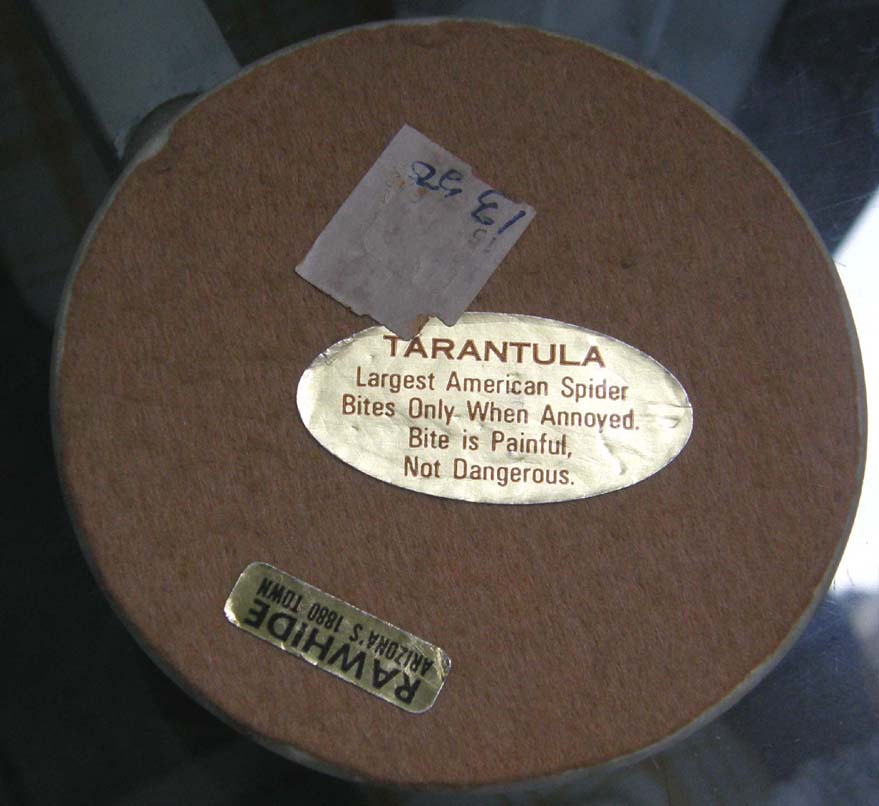 13 95
TARANTULA
Largest American Spider
Bites Only When Annoyed.
Bite is Painful,
Not Dangerous.
RAWHIDE
ARIZONA'S 1880 TOWN